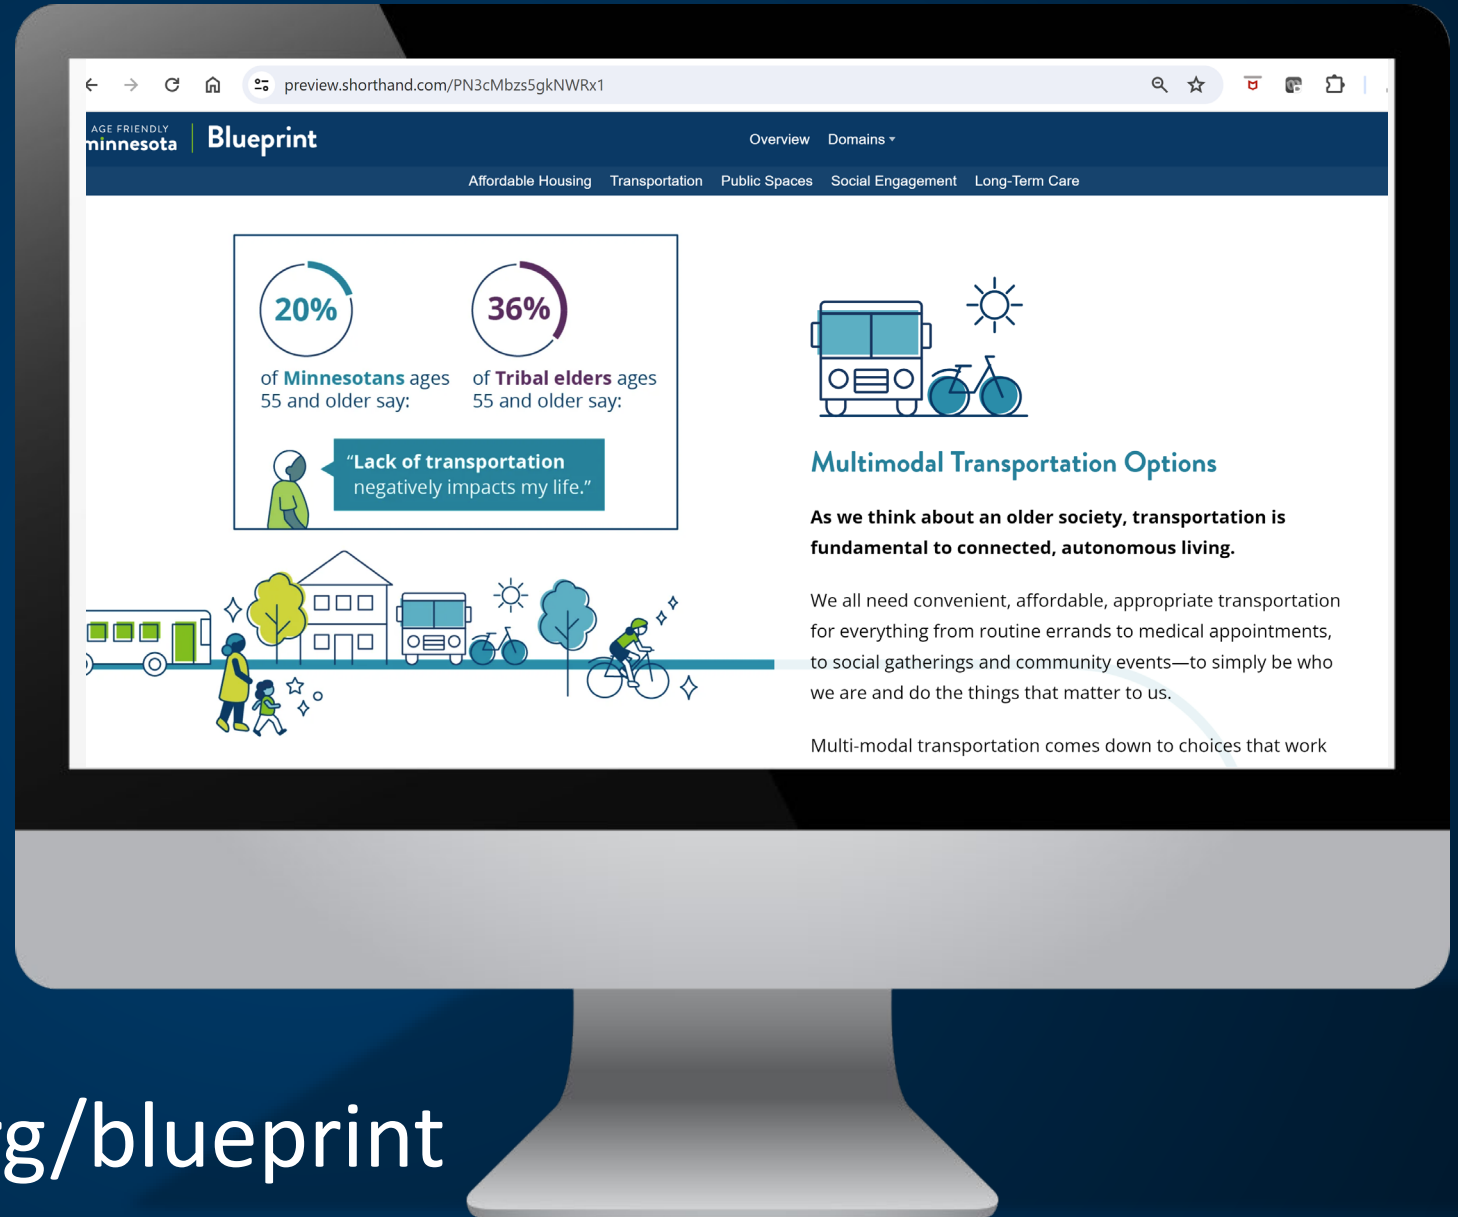 preview.shorthand.com/PN3cMbzs5gkNWRx1
AGE FRIENDLY
minnesota
Blueprint
Overview Domains
Affordable Housing Transportation Public Spaces Social Engagement Long-Term Care
20%
of Minnesotans ages
55 and older say:
36%
of Tribal elders ages
55 and older say:
“Lack of transportation
negatively impacts my life.”
Multimodal Transportation Options
As we think about an older society, transportation is
fundamental to connected, autonomous living.
We all need convenient, affordable, appropriate transportation
for everything from routine errands to medical appointments,
to social gatherings and community events—to simply be who
we are and do the things that matter to us.
Multi-modal transportation comes down to choices that work
rg/blueprint